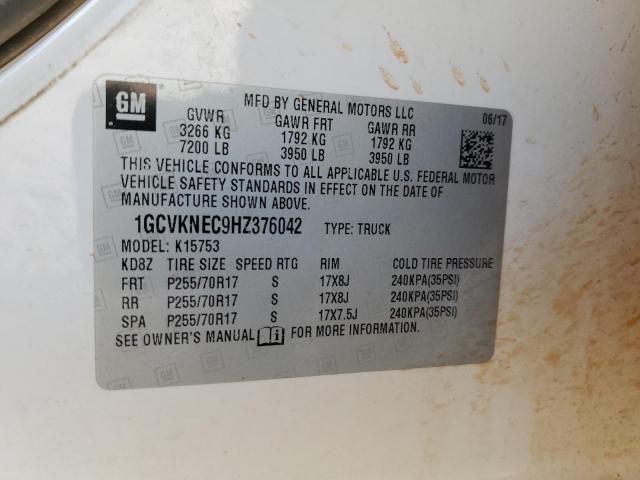 GM
MFD BY GENERAL MOTORS LLC
06/17
GVWR GAWR FRT GAWR RR
3266 KG 1792 KG 1792 KG
7200 LB 3950 LB 3950 LB
THIS VEHICLE CONFORMS TO ALL APPLICABLE U.S. FEDERAL MOTOR
VEHICLE SAFETY STANDARDS IN EFFECT ON THE DATE OF
MANUFACTURE SHOWN ABOVE.
1GCVKNEC9HZ376042 TYPE: TRUCK
MODEL: K15753
KD8Z TIRE SIZE SPEED RTG RIM COLD TIRE PRESSURE
FRT P255/70R17 S 17X8J 240KPA(35PSI)
RR P255/70R17 S 17X8J 240KPA(35PSI)
SPA P255/70R17 S 17X7.5J 240KPA(35PSI)
SEE OWNER'S MANUAL FOR MORE INFORMATION.